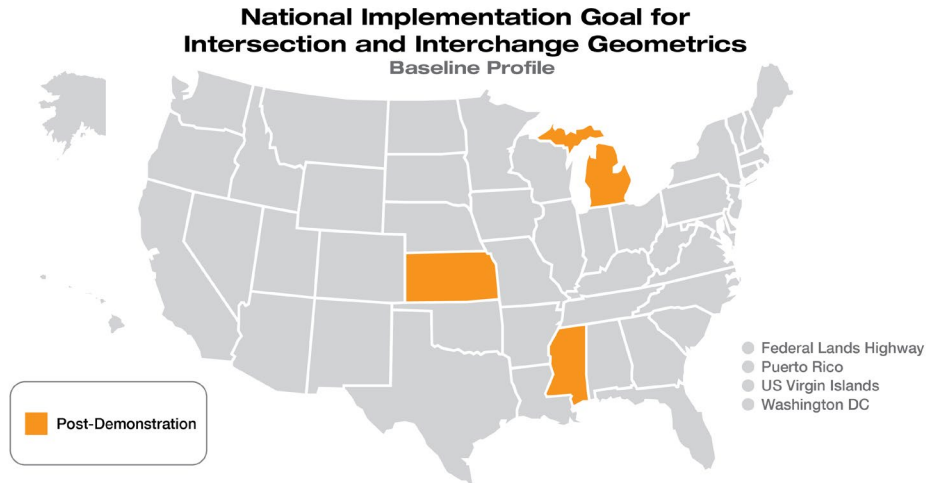 National Implementation Goal for
Intersection and Interchange Geometrics
Baseline Profile
Federal Lands Highway
Puerto Rico
US Virgin Islands
Washington DC
Post-Demonstration